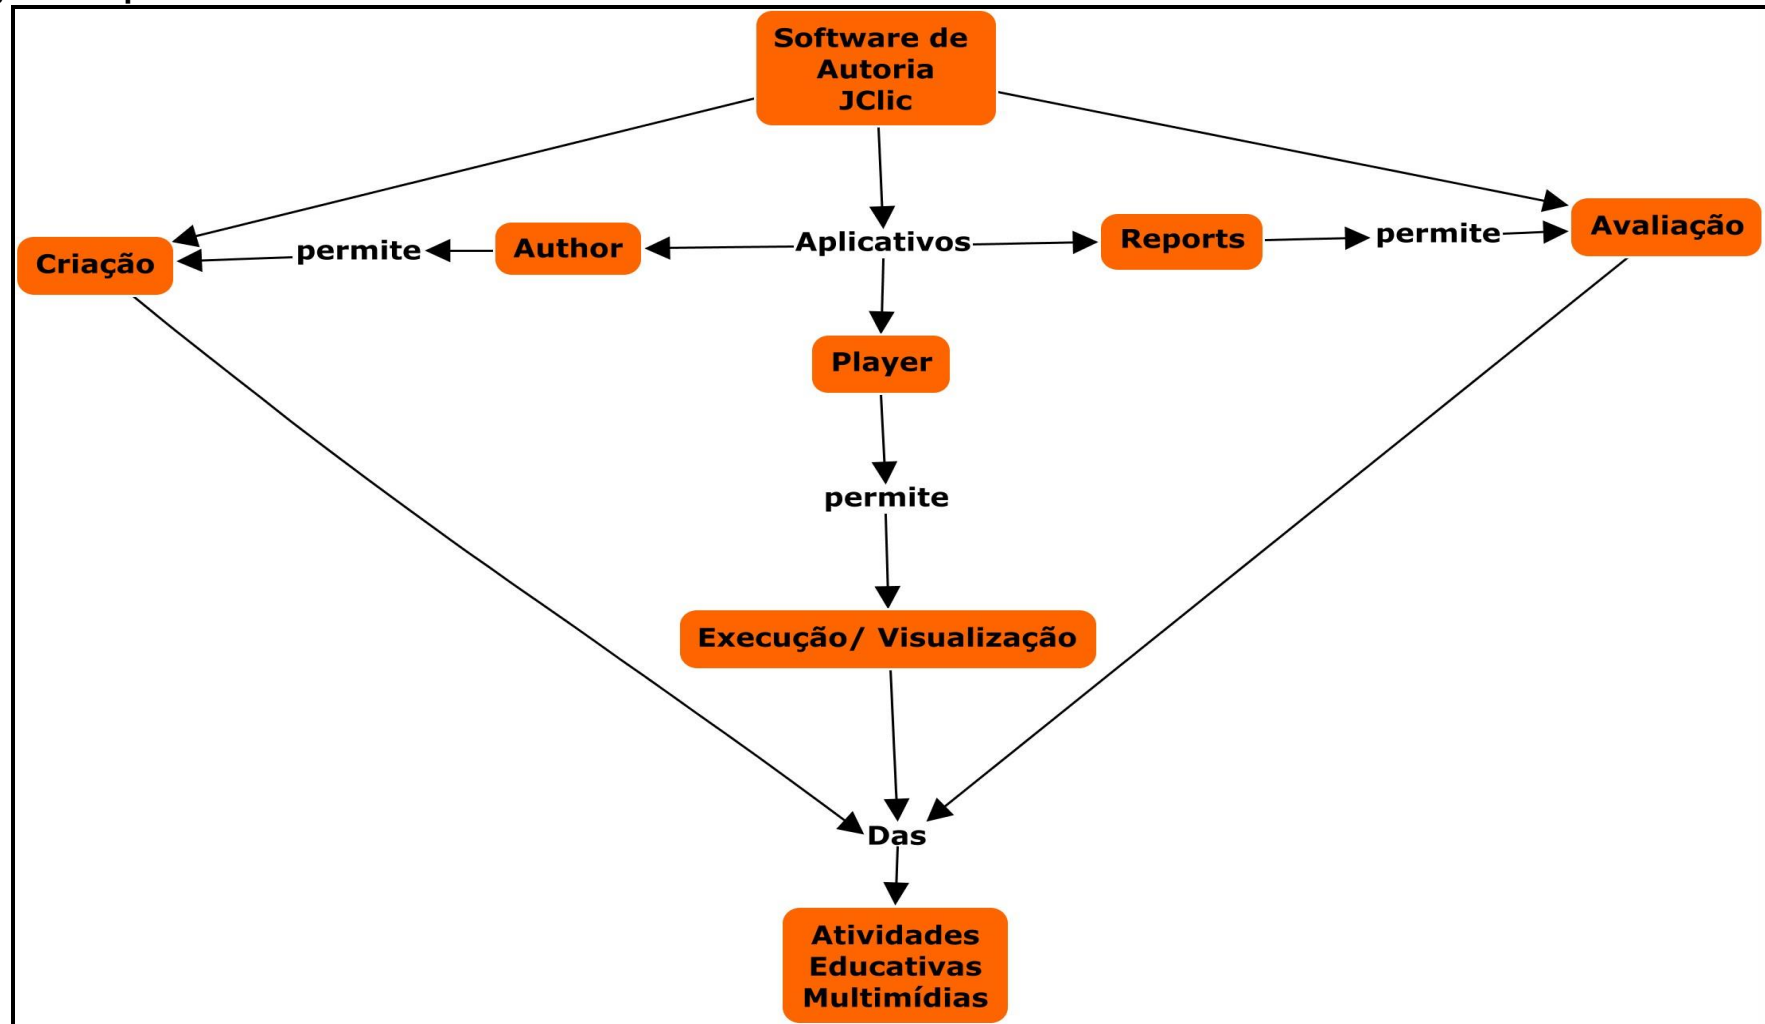 Software de
Autoria
JClic
Criação
permite
Author
Aplicativos
Reports
permite
Avaliação
Player
permite
Execução/ Visualização
Das
Atividades
Educativas
Multimídias